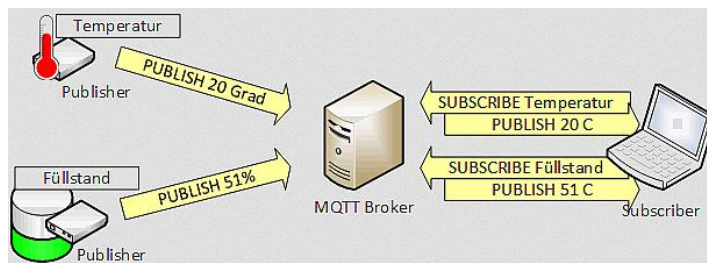 Temperatur
Publisher
PUBLISH 20 Grad
Füllstand
Publisher
PUBLISH 51%
MQTT Broker
SUBSCRIBE Temperatur
PUBLISH 20 C
SUBSCRIBE Füllstand
PUBLISH 51 C
Subscriber